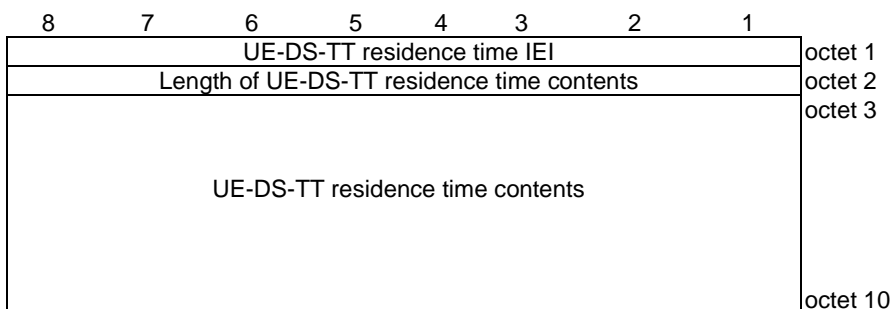 8 7 6 5 4 3 2 1
UE-DS-TT residence time IEI octet 1
Length of UE-DS-TT residence time contents octet 2
octet 3
UE-DS-TT residence time contents
octet 10